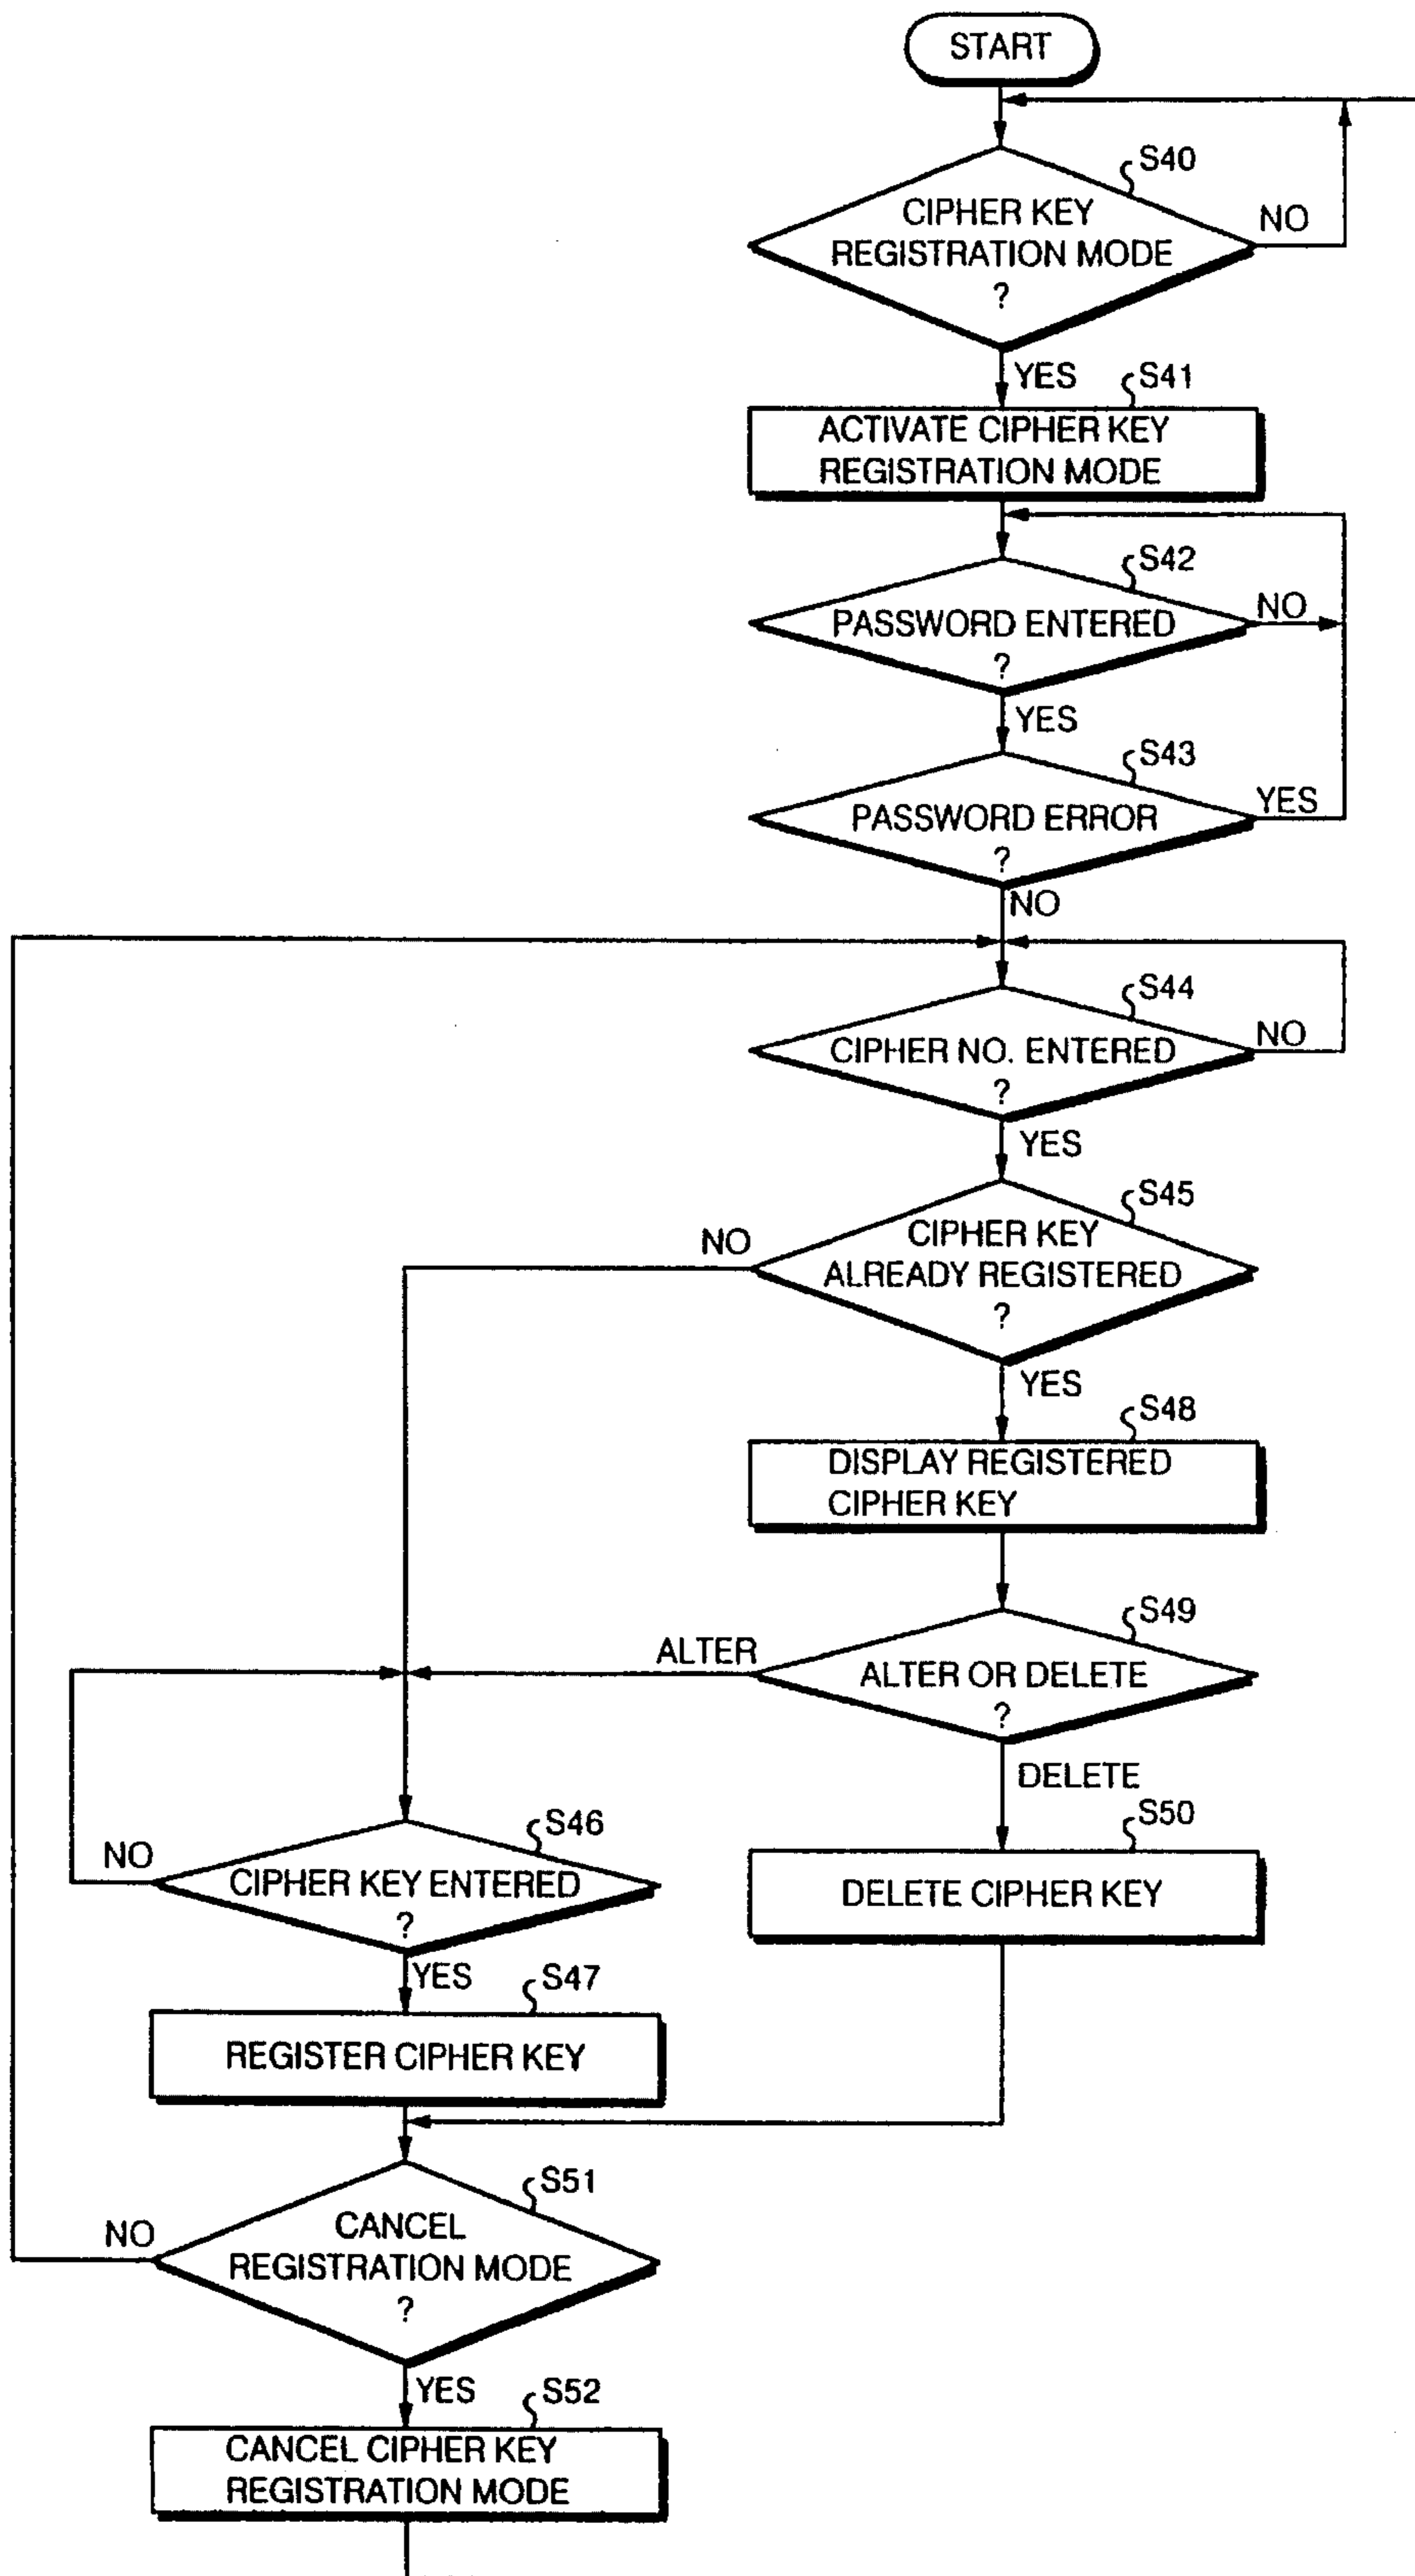 START
S40
CIPHER KEY
REGISTRATION MODE
?
NO
YES
S41
ACTIVATE CIPHER KEY
REGISTRATION MODE
S42
PASSWORD ENTERED
?
NO
YES
S43
PASSWORD ERROR
?
YES
NO
S44
CIPHER NO. ENTERED
?
NO
YES
S45
CIPHER KEY
ALREADY REGISTERED
?
NO
YES
S48
DISPLAY REGISTERED
CIPHER KEY
S49
ALTER OR DELETE
?
ALTER
DELETE
S50
DELETE CIPHER KEY
S46
CIPHER KEY ENTERED
?
NO
YES
S47
REGISTER CIPHER KEY
S51
CANCEL
REGISTRATION MODE
?
NO
YES
S52
CANCEL CIPHER KEY
REGISTRATION MODE